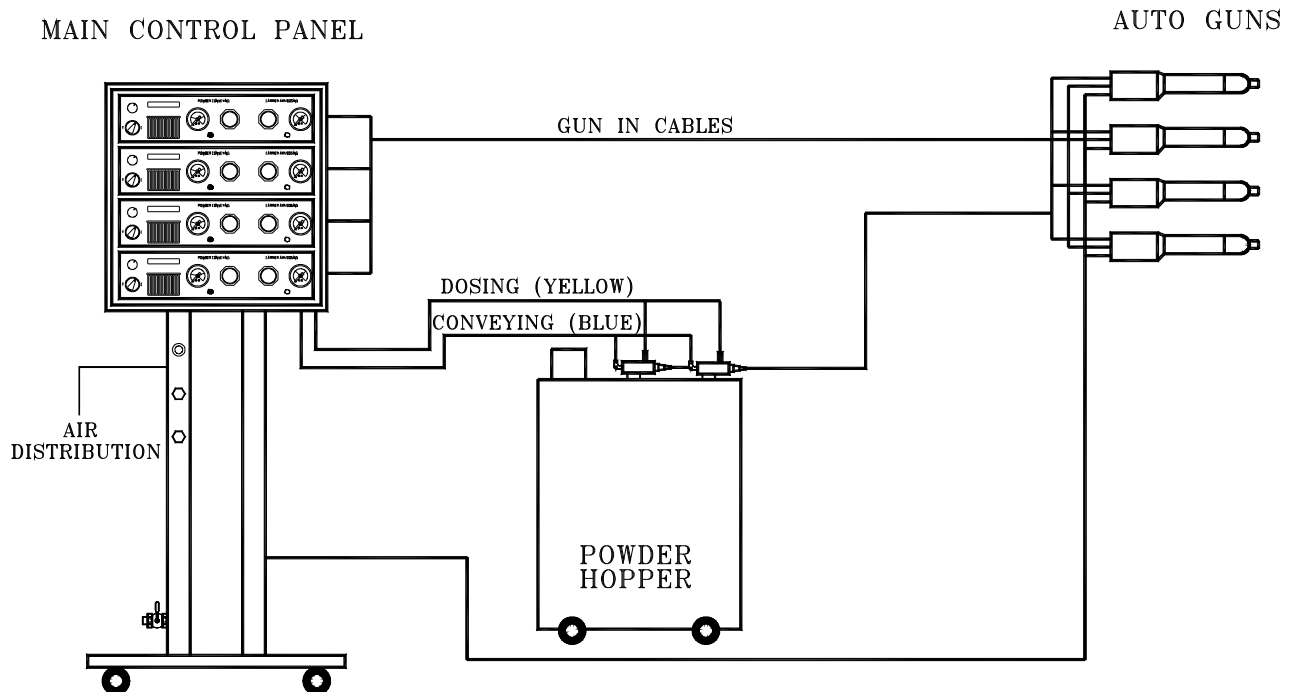 MAIN CONTROL PANEL
AUTO GUNS
GUN IN CABLES
DOSING (YELLOW)
CONVEYING (BLUE)
AIR
DISTRIBUTION
POWDER
HOPPER